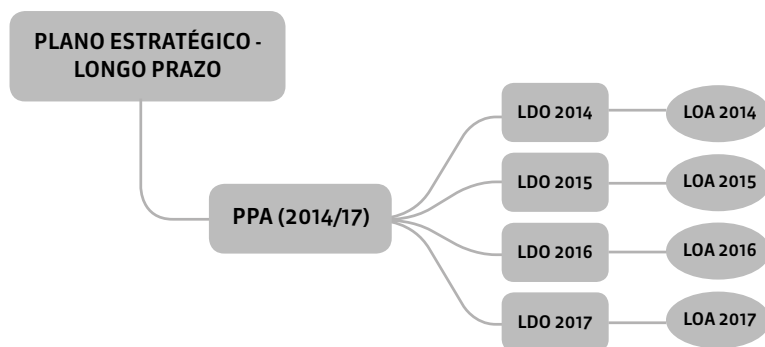 PLANO ESTRATÉGICO -
LONGO PRAZO
PPA (2014/17)
LDO 2014
LOA 2014
LDO 2015
LOA 2015
LDO 2016
LOA 2016
LDO 2017
LOA 2017